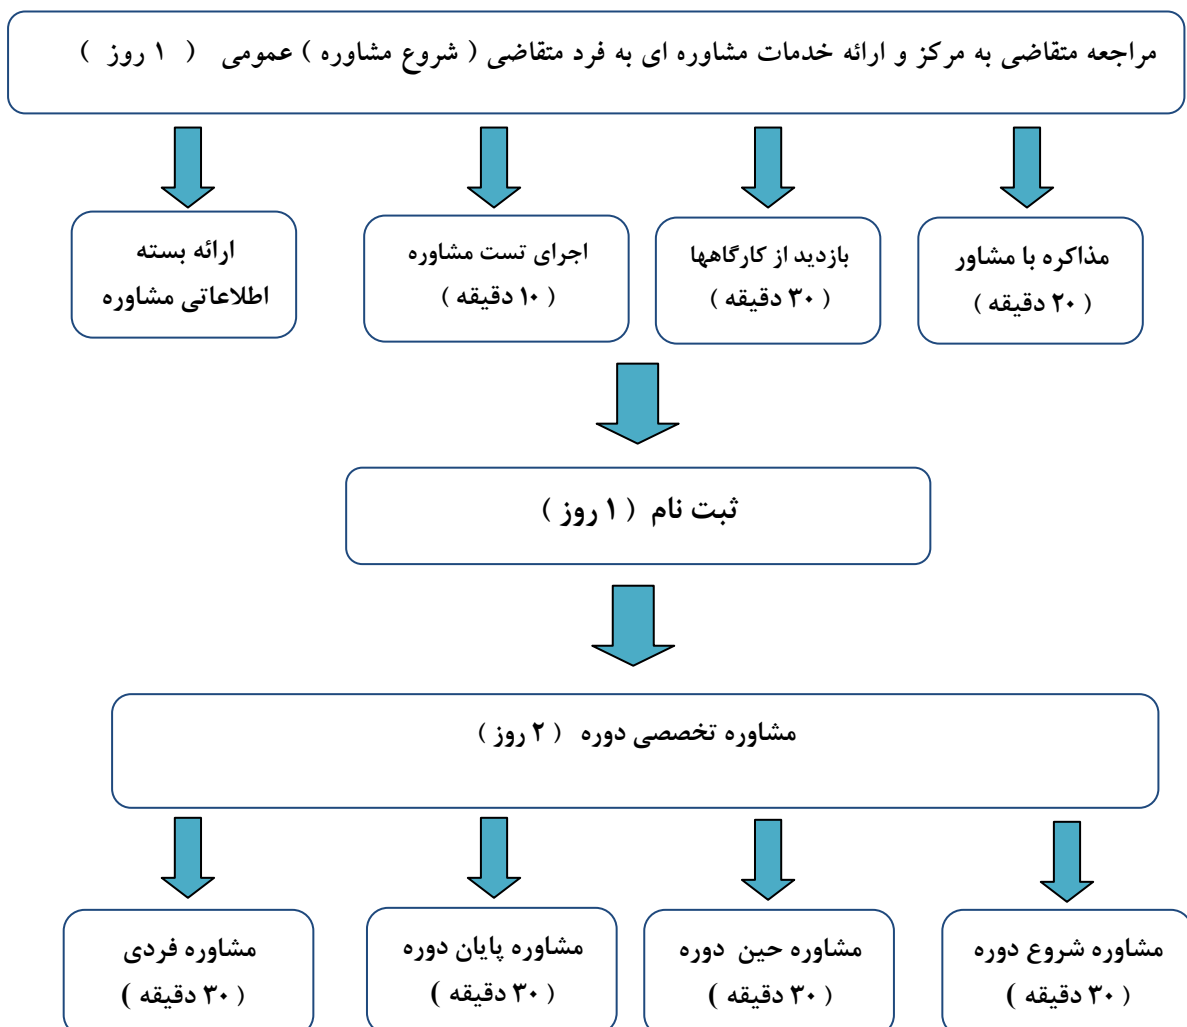 مراجعه متقاضی به مرکز و ارائه خدمات مشاوره ای به فرد متقاضی ( شروع مشاوره ) عمومی ( ۱ روز )
مذاکره با مشاور
( ۲۰ دقیقه )
بازدید از کارگاهها
( ۳۰ دقیقه )
اجرای تست مشاوره
( ۱۰ دقیقه )
ارائه بسته
اطلاعاتی مشاوره
ثبت نام ( ۱ روز )
مشاوره تخصصی دوره ( ۲ روز )
مشاوره شروع دوره
( ۳۰ دقیقه )
مشاوره حین دوره
( ۳۰ دقیقه )
مشاوره پایان دوره
( ۳۰ دقیقه )
مشاوره فردی
( ۳۰ دقیقه )